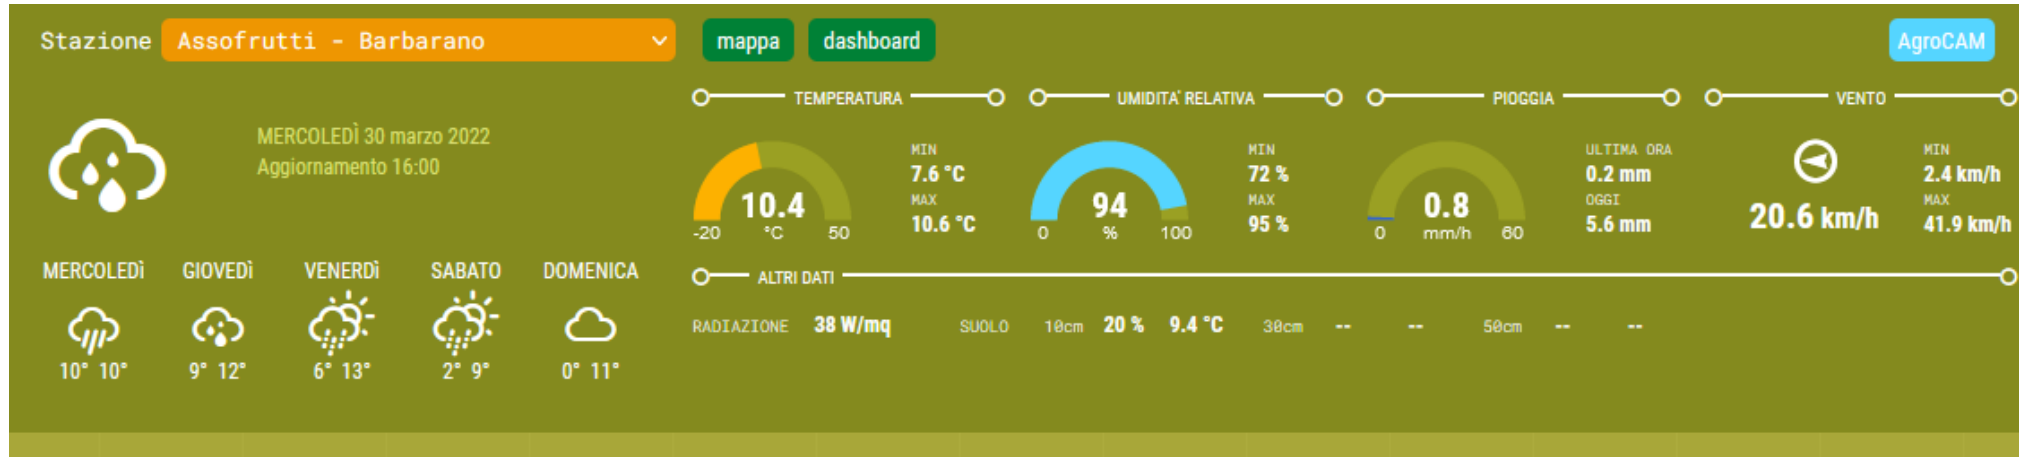 Stazione Assofrutti - Barbarano mappa dashboard AgroCAM
MERCOLEDÌ 30 marzo 2022
Aggiornamento 16:00
MERCOLEDÌ GIOVEDÌ VENERDÌ SABATO DOMENICA
10° 10° 9° 12° 6° 13° 2° 9° 0° 11°
TEMPERATURA
10.4
-20 °C 50
MIN
7.6 °C
MAX
10.6 °C
UMIDITA' RELATIVA
94
0 % 100
MIN
72 %
MAX
95 %
PIOGGIA
0.8
0 mm/h 60
ULTIMA ORA
0.2 mm
OGGI
5.6 mm
VENTO
20.6 km/h
MIN
2.4 km/h
MAX
41.9 km/h
ALTRI DATI
RADIAZIONE 38 W/mq SUOLO 10cm 20 % 9.4 °C 30cm -- -- 50cm -- --